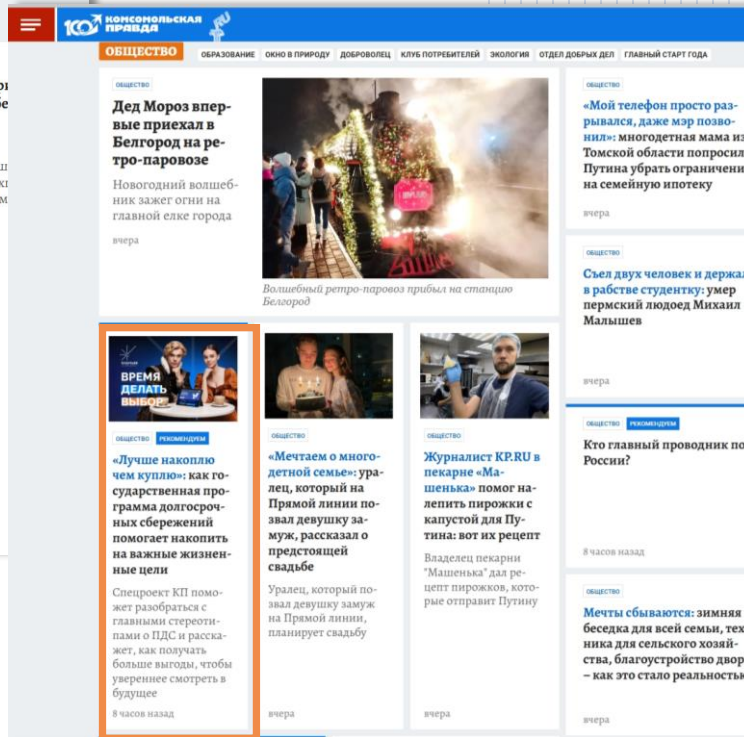 100
КОМСОМОЛЬСКАЯ
ПРАВДА
ОБЩЕСТВО
ОБРАЗОВАНИЕ ОКНО В ПРИРОДУ ДОБРОВОЛЕЦ КЛУБ ПОТРЕБИТЕЛЕЙ ЭКОЛОГИЯ ОТДЕЛ ДОБРЫХ ДЕЛ ГЛАВНЫЙ СТАРТ ГОДА
ОБЩЕСТВО
Дед Мороз впер-
вые приехал в
Белгород на ре-
тро-паровозе
Новогодний волшеб-
ник зажег огни на
главной елке города
вчера
Волшебный ретро-паровоз прибыл на станцию
Белгород
ОБЩЕСТВО
«Мой телефон просто раз-
рывался, даже мэр позво-
нил»: многодетная мама из
Томской области попросил
Путина убрать ограничени
на семейную ипотеку
вчера
ОБЩЕСТВО
Съел двух человек и держал
в рабстве студентку: умер
пермский людоед Михаил
Малышев
вчера
ОБЩЕСТВО РЕКОМЕНДУЕМ
Кто главный проводник по
России?
8 часов назад
ОБЩЕСТВО
Мечты сбываются: зимняя
беседка для всей семьи, тех
ника для сельского хозяй-
ства, благоустройство двор
– как это стало реальностью
вчера
ВРЕМЯ
ДЕЛАТЬ
ВЫБОР
ОБЩЕСТВО РЕКОМЕНДУЕМ
«Лучше накоплю
чем куплю»: как го-
сударственная про-
грамма долгосроч-
ных сбережений
помогает накопить
на важные жизнен-
ные цели
Спецпроект КП помо-
жет разобраться с
главными стереоти-
пами о ПДС и расска-
жет, как получать
больше выгоды, чтобы
увереннее смотреть в
будущее
8 часов назад
ОБЩЕСТВО
«Мечтаем о много-
детной семье»: ура-
лец, который на
Прямой линии по-
звал девушку за-
муж, рассказал о
предстоящей
свадьбе
Уралец, который по-
звал девушку замуж
на Прямой линии,
планирует свадьбу
вчера
ОБЩЕСТВО
Журналист KP.RU в
пекарне «Ма-
шенька» помог на-
лепить пирожки с
капустой для Пу-
тина: вот их рецепт
Владелец пекарни
"Машенька" дал ре-
цепт пирожков, кото-
рые отправит Путину
вчера